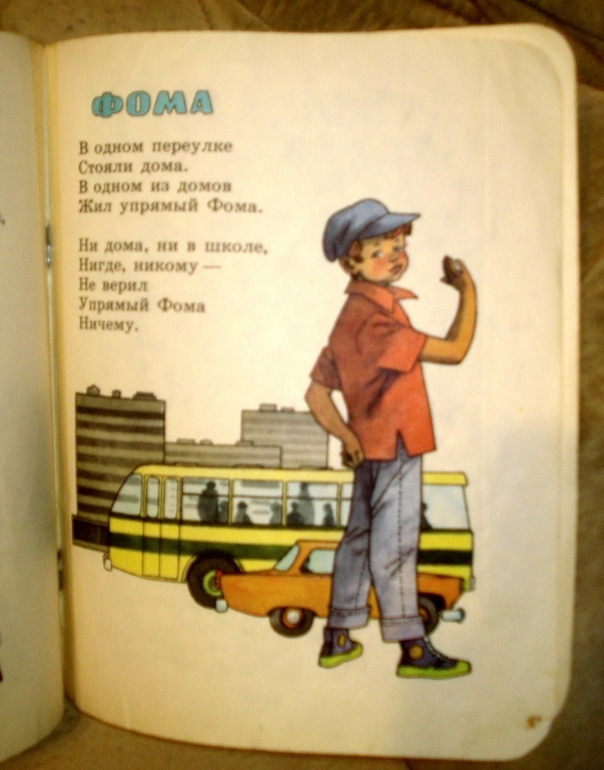 ФОМА
В одном переулке
Стояли дома.
В одном из домов
Жил упрямый Фома.
Ни дома, ни в школе,
Нигде, никому —
Не верил
Упрямый Фома
Ничему.